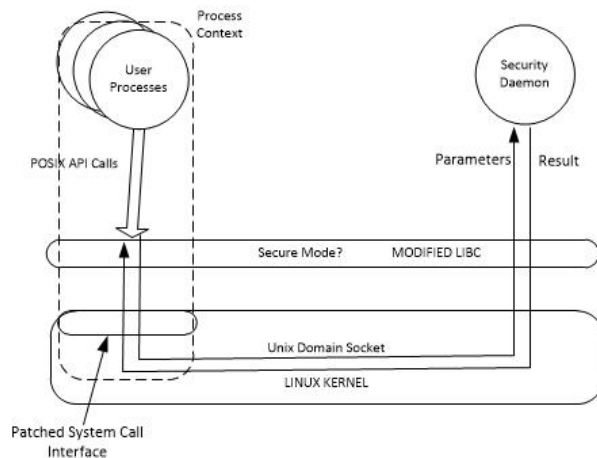 Process
Context
User
Processes
Security
Daemon
POSIX API Calls
Parameters
Result
Secure Mode?
MODIFIED LIBC
Unix Domain Socket
LINUX KERNEL
Patched System Call
Interface